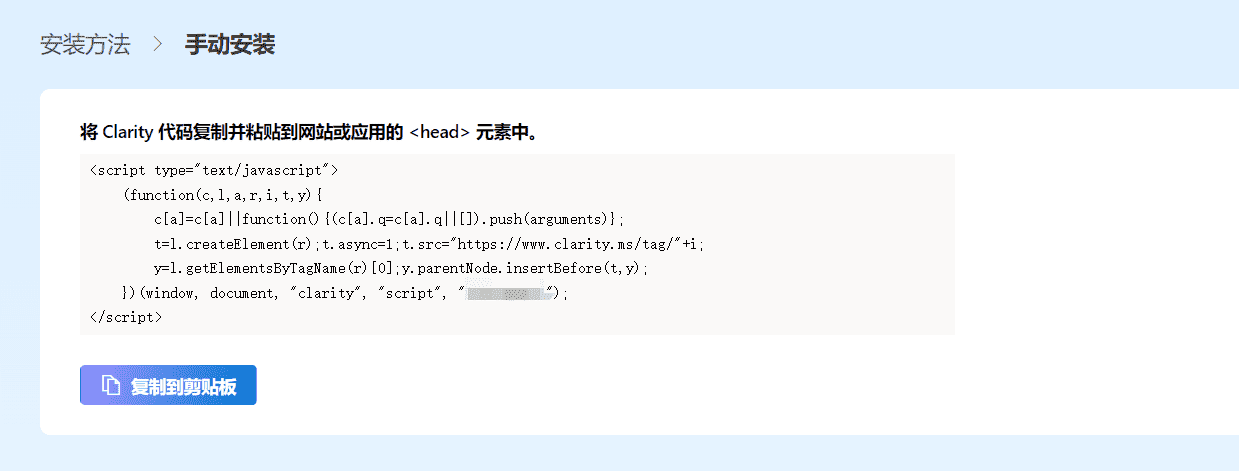 安装方法 > 手动安装
将 Clarity 代码复制并粘贴到网站或应用的 <head> 元素中。
<script type="text/javascript">
    (function(c,l,a,r,i,t,y){
        c[a]=c[a]||function(){(c[a].q=c[a].q||[]).push(arguments)};
        t=l.createElement(r);t.async=1;t.src="https://www.clarity.ms/tag/"+i;
        y=l.getElementsByTagName(r)[0];y.parentNode.insertBefore(t,y);
    })(window, document, "clarity", "script", "");
</script>
复制到剪贴板